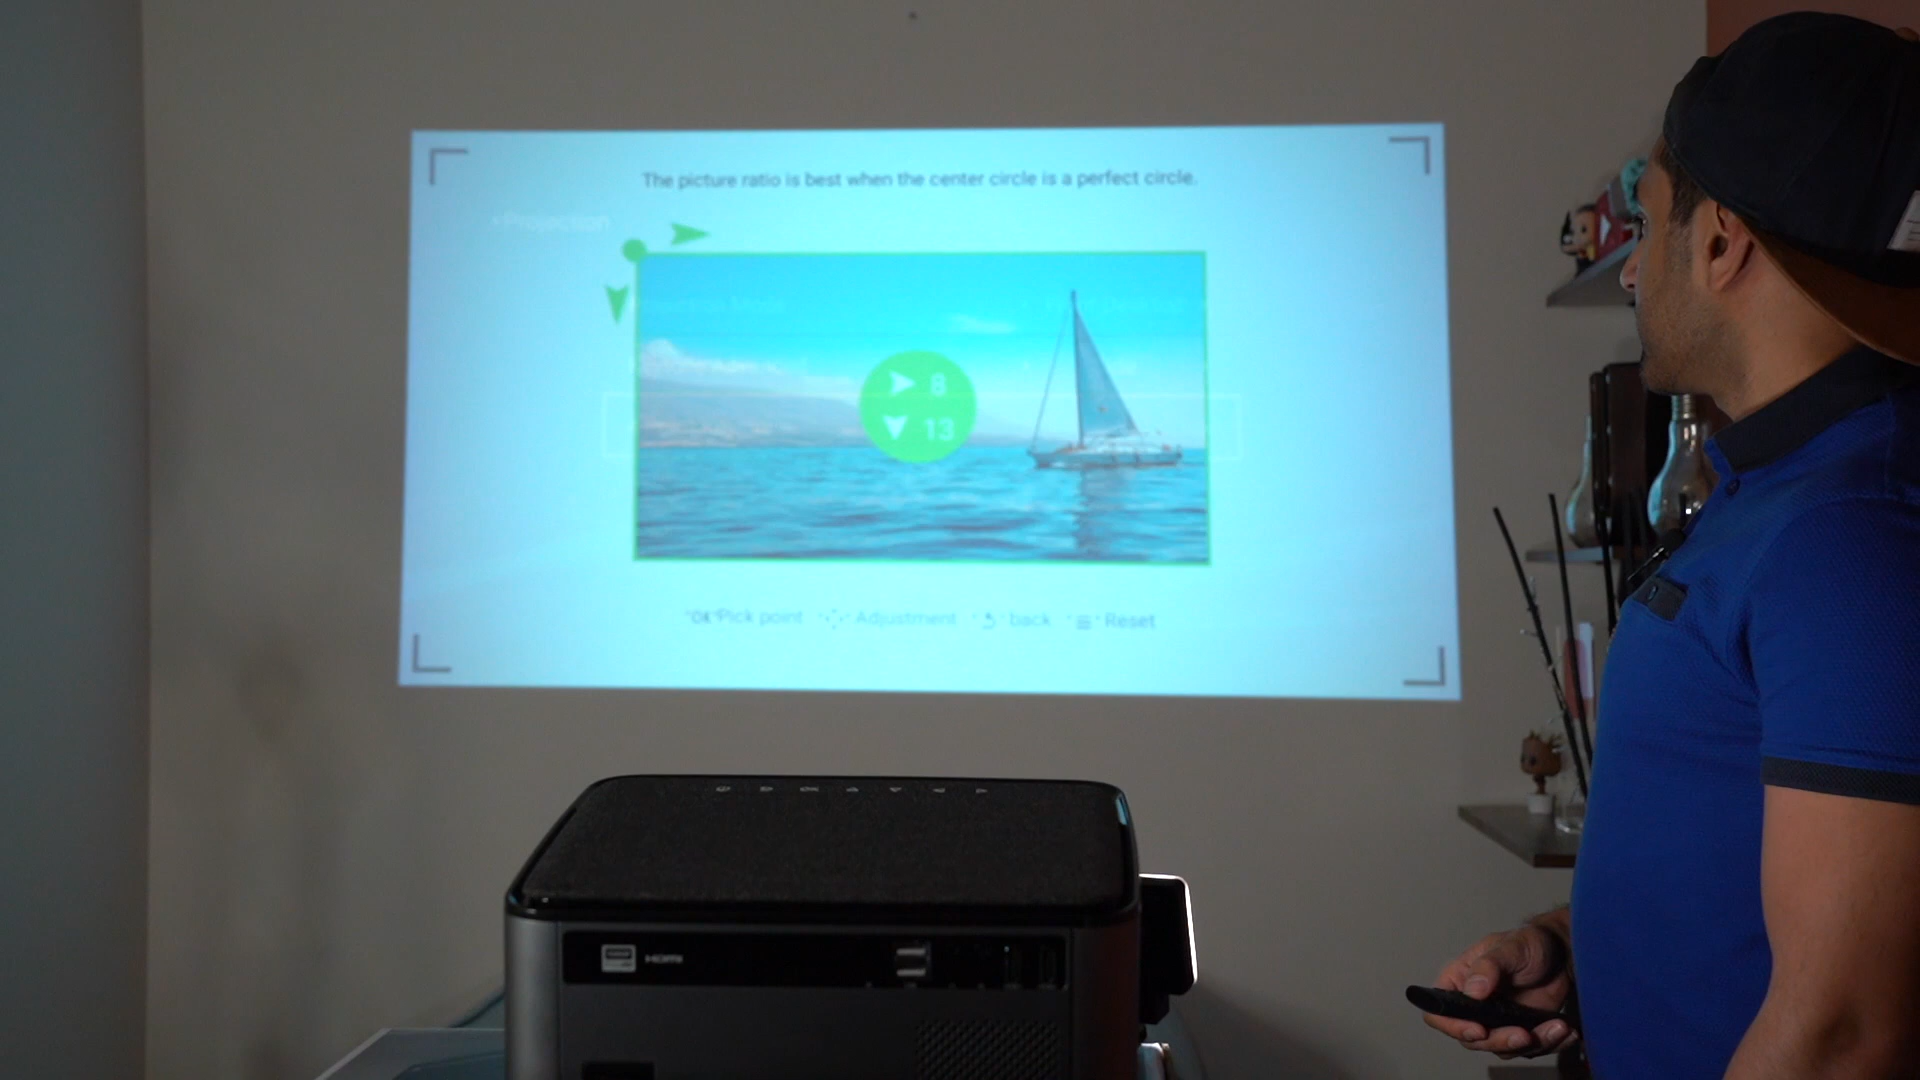 The picture ratio is best when the center circle is a perfect circle.
Projection
8
13
"OK"Pick point Adjustment back Reset
HDMI